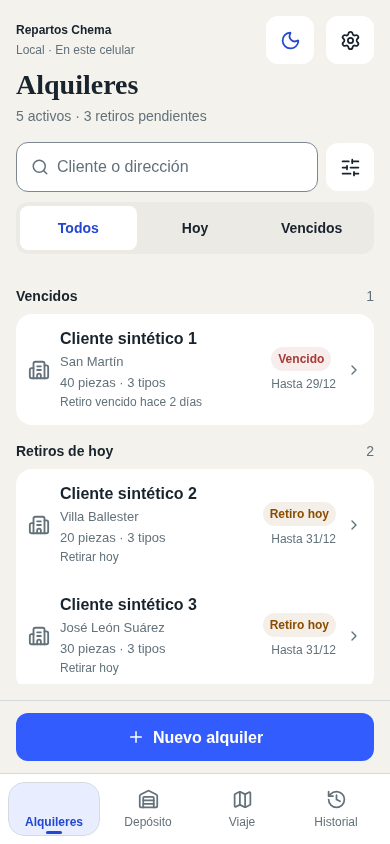 Repartos Chema
Local · En este celular
Alquileres
5 activos · 3 retiros pendientes
Cliente o dirección
Todos Hoy Vencidos
Vencidos 1
Cliente sintético 1
San Martín
40 piezas · 3 tipos
Retiro vencido hace 2 días
Vencido
Hasta 29/12
Retiros de hoy 2
Cliente sintético 2
Villa Ballester
20 piezas · 3 tipos
Retirar hoy
Retiro hoy
Hasta 31/12
Cliente sintético 3
José León Suárez
30 piezas · 3 tipos
Retirar hoy
Retiro hoy
Hasta 31/12
Nuevo alquiler
Alquileres Depósito Viaje Historial